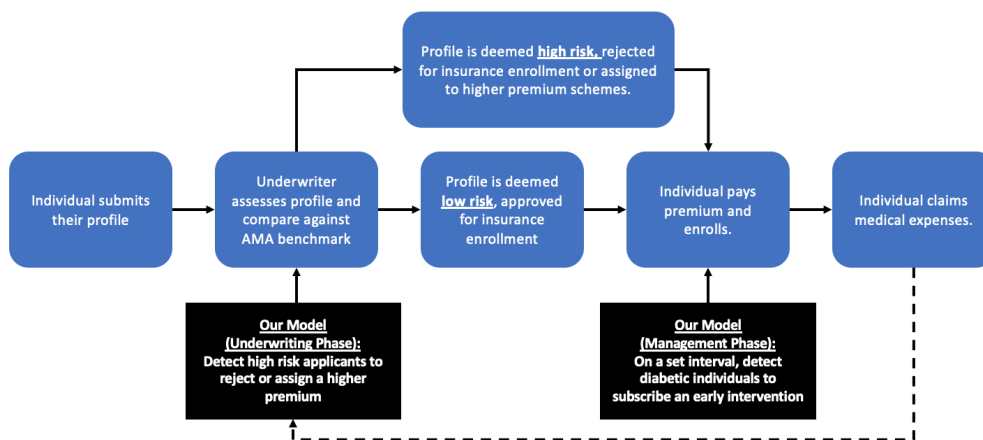 Profile is deemed high risk, rejected
for insurance enrollment or assigned
to higher premium schemes.
Individual submits
their profile
Underwriter
assesses profile and
compare against
AMA benchmark
Profile is deemed
low risk, approved
for insurance
enrollment
Individual pays
premium and
enrolls.
Individual claims
medical expenses.
Our Model
(Underwriting Phase):
Detect high risk applicants to
reject or assign a higher
premium
Our Model
(Management Phase):
On a set interval, detect
diabetic individuals to
subscribe an early intervention